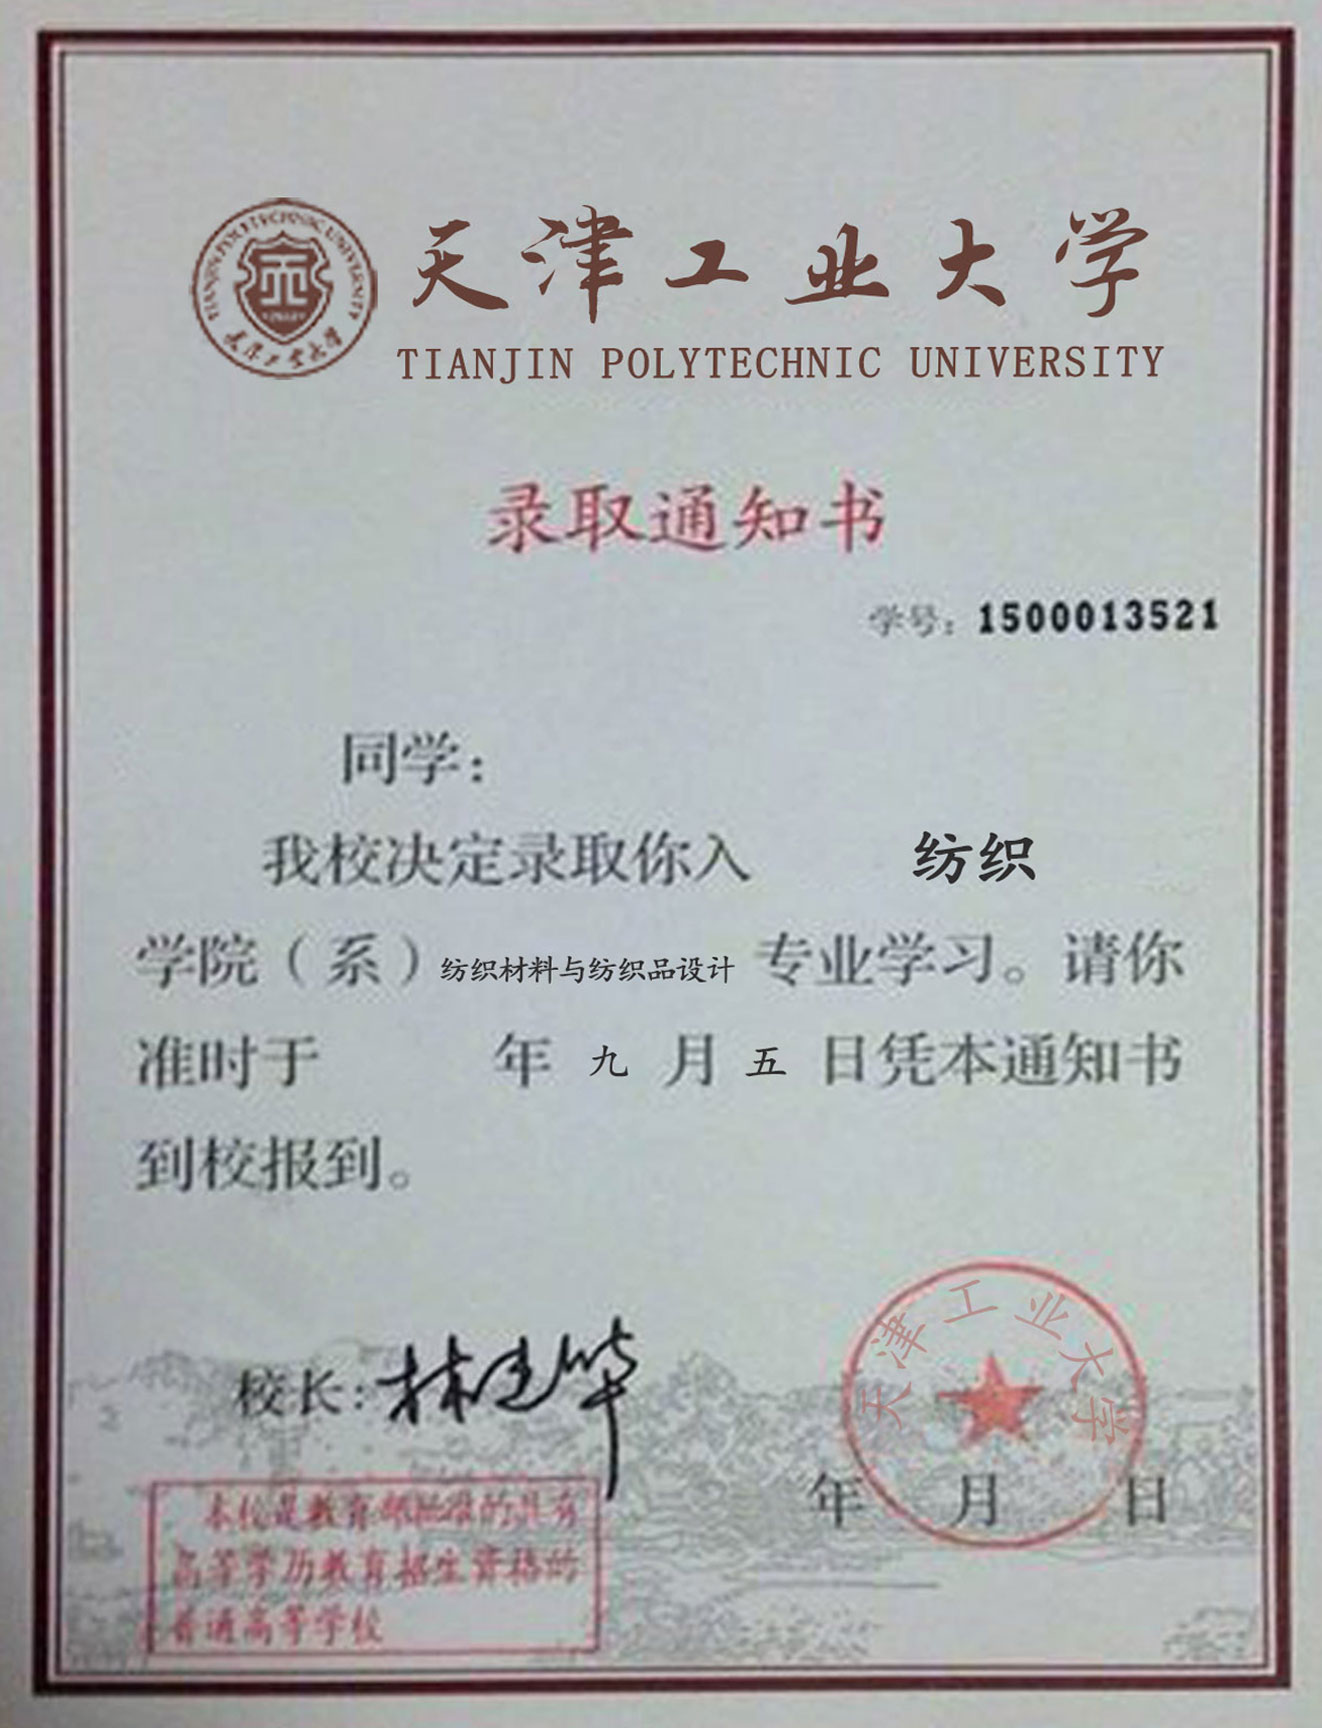 TIANJIN POLYTECHNIC UNIVERSITY
天津工业大学
天津工业大学
TIANJIN POLYTECHNIC UNIVERSITY
录取通知书
学号：1500013521
同学：
我校决定录取你入 纺织
学院（系）纺织材料与纺织品设计 专业学习。请你
准时于 年 九 月 五 日凭本通知书
到校报到。
天津工业大学
校长：林建华
年 月 日
本校是教育部批准的具有
高等学历教育招生资格的
普通高等学校